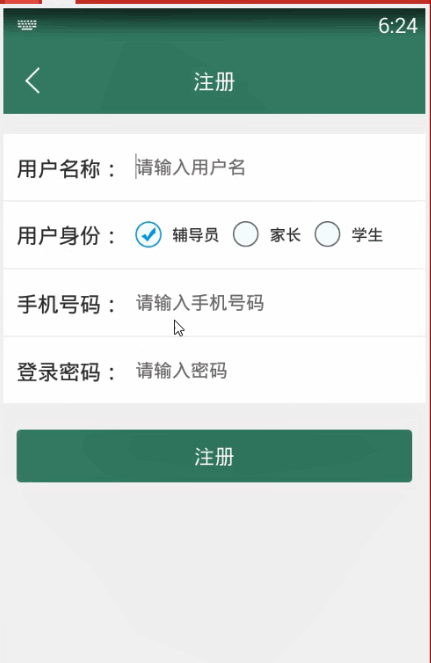 6:24
注册
用户名称： 请输入用户名
用户身份： 辅导员 家长 学生
手机号码： 请输入手机号码
登录密码： 请输入密码
注册